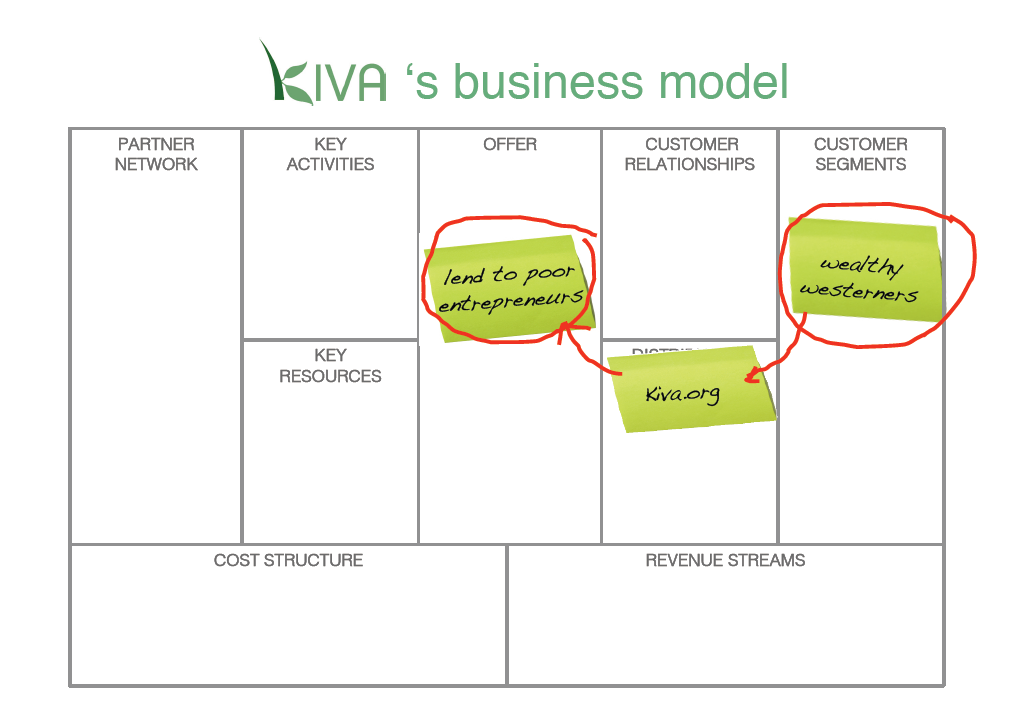 KIVA 's business model
PARTNER
NETWORK
KEY
ACTIVITIES
OFFER
CUSTOMER
RELATIONSHIPS
CUSTOMER
SEGMENTS
lend to poor
entrepreneurs
wealthy
westerners
KEY
RESOURCES
Kiva.org
COST STRUCTURE
REVENUE STREAMS